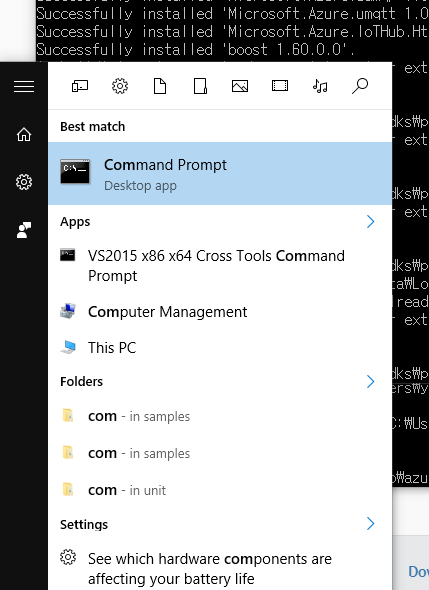 Successfully installed 'Microsoft.Azure.umqtt 1.0
Successfully installed 'Microsoft.Azure.IoTHub.Ht
Successfully installed 'boost 1.60.0.0'.
r ext
Best match
dks₩p
r ext
Command Prompt
Desktop app
dks₩p
r ext
Apps
VS2015 x86 x64 Cross Tools Command
Prompt
dks₩p
ta₩Lo
lread
r ext
Computer Management
This PC
dks₩p
ers₩y
Folders
com - in samples
C:₩Us
com - in samples
o₩azu
com - in unit
Settings
See which hardware components are
affecting your battery life
Dov